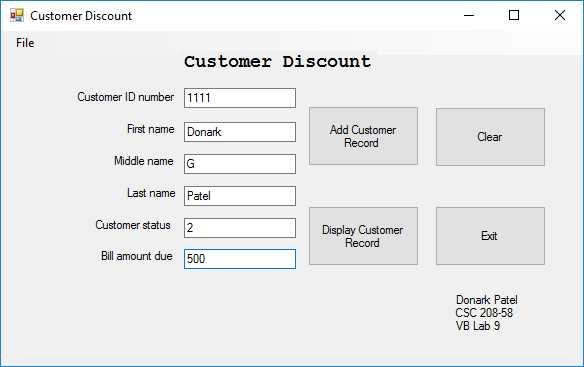 Customer Discount
File
Customer Discount
Customer ID number 1111
First name Donark
Middle name G
Last name Patel
Customer status 2
Bill amount due 500
Add Customer
Record
Clear
Display Customer
Record
Exit
Donark Patel
CSC 208-58
VB Lab 9